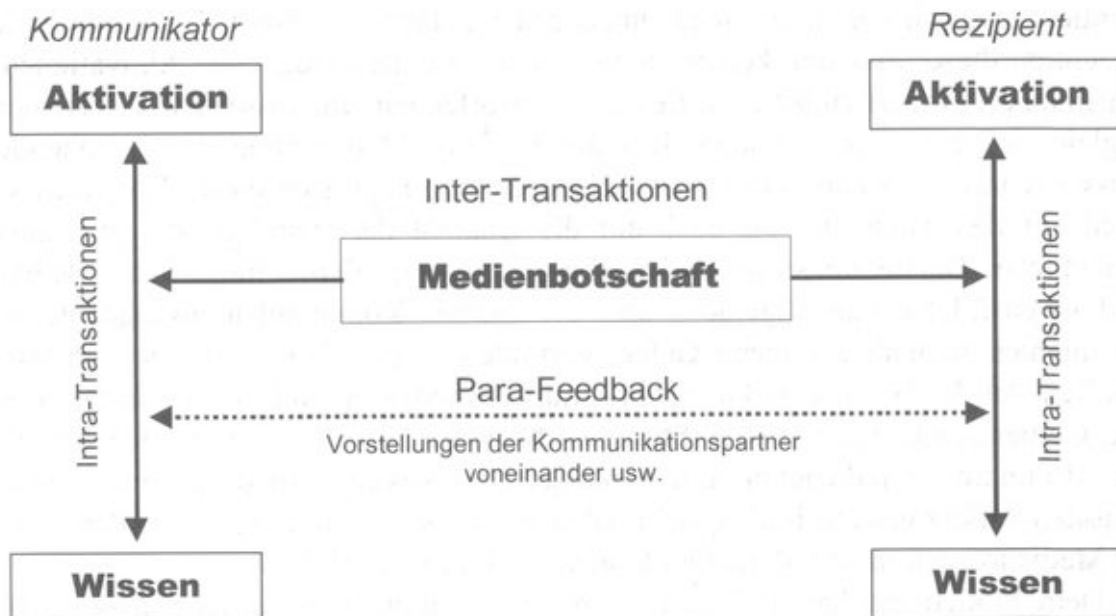 Kommunikator
Rezipient
Aktivation
Aktivation
Inter-Transaktionen
Medienbotschaft
Intra-Transaktionen
Intra-Transaktionen
Para-Feedback
Vorstellungen der Kommunikationspartner
voneinander usw.
Wissen
Wissen